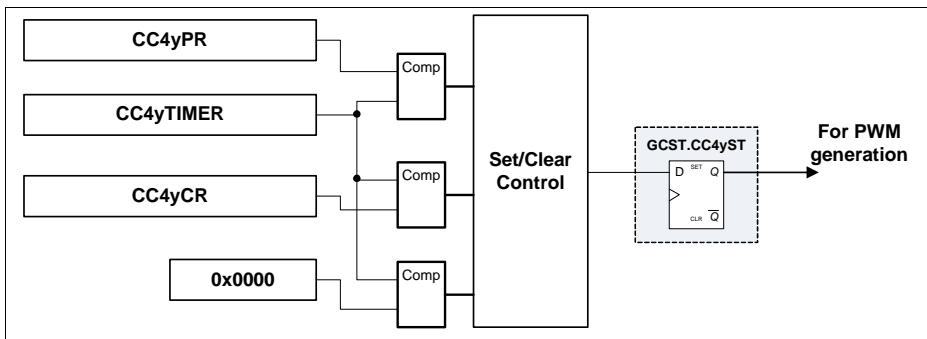 CC4yPR
Comp
CC4yTIMER
Comp
CC4yCR
Comp
0x0000
Set/Clear
Control
GCST.CC4yST
D SET Q
CLR Q
For PWM
generation